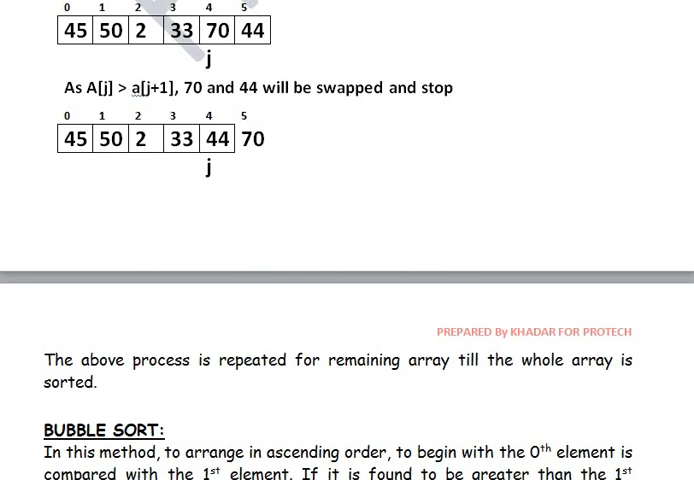 0 1 2 3 4 5
45 50 2 33 70 44
j
As A[j] > a[j+1], 70 and 44 will be swapped and stop
0 1 2 3 4 5
45 50 2 33 44 70
j
PREPARED By KHADAR FOR PROTECH
The above process is repeated for remaining array till the whole array is
sorted.
BUBBLE SORT:
In this method, to arrange in ascending order, to begin with the 0th element is
compared with the 1st element. If it is found to be greater than the 1st